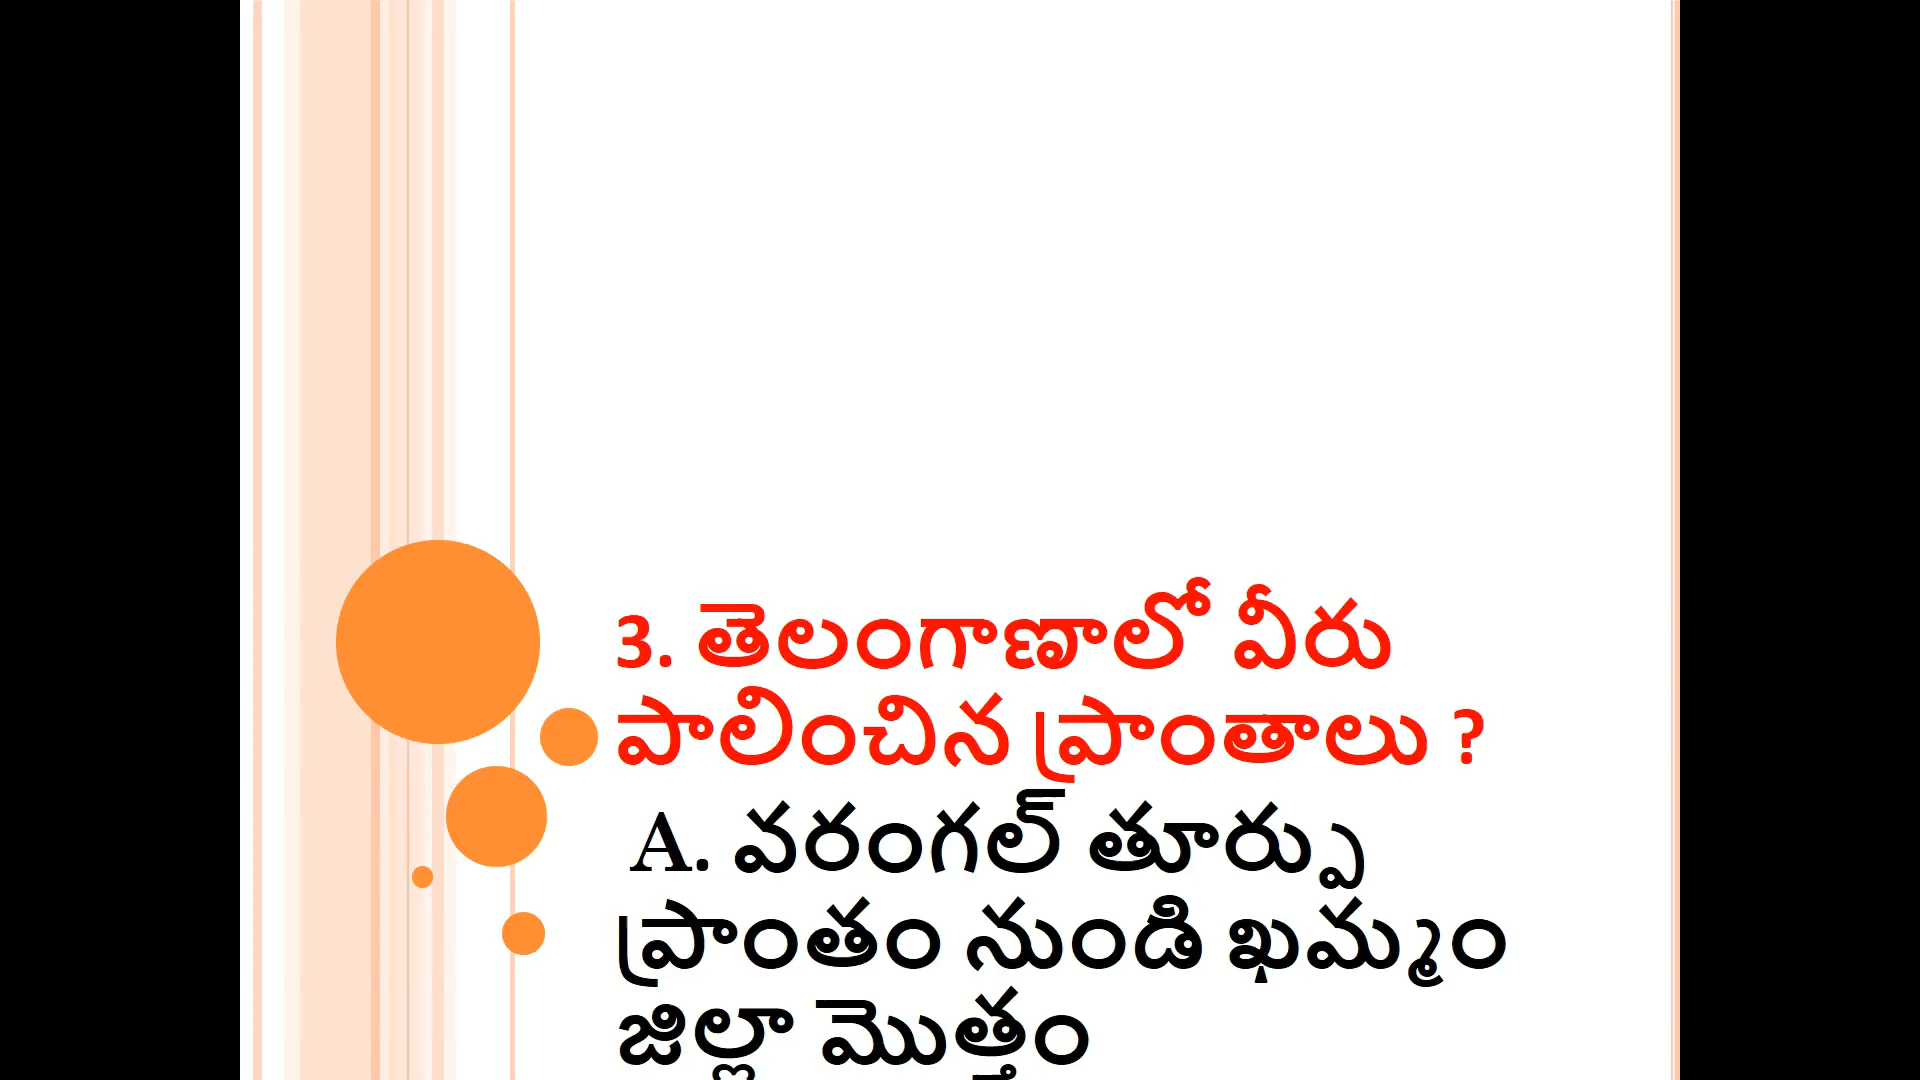 3. తెలంగాణాలో వీరు
పాలించిన ప్రాంతాలు ?
A. వరంగల్ తూర్పు
ప్రాంతం నుండి ఖమ్మం
జిల్లా మొత్తం